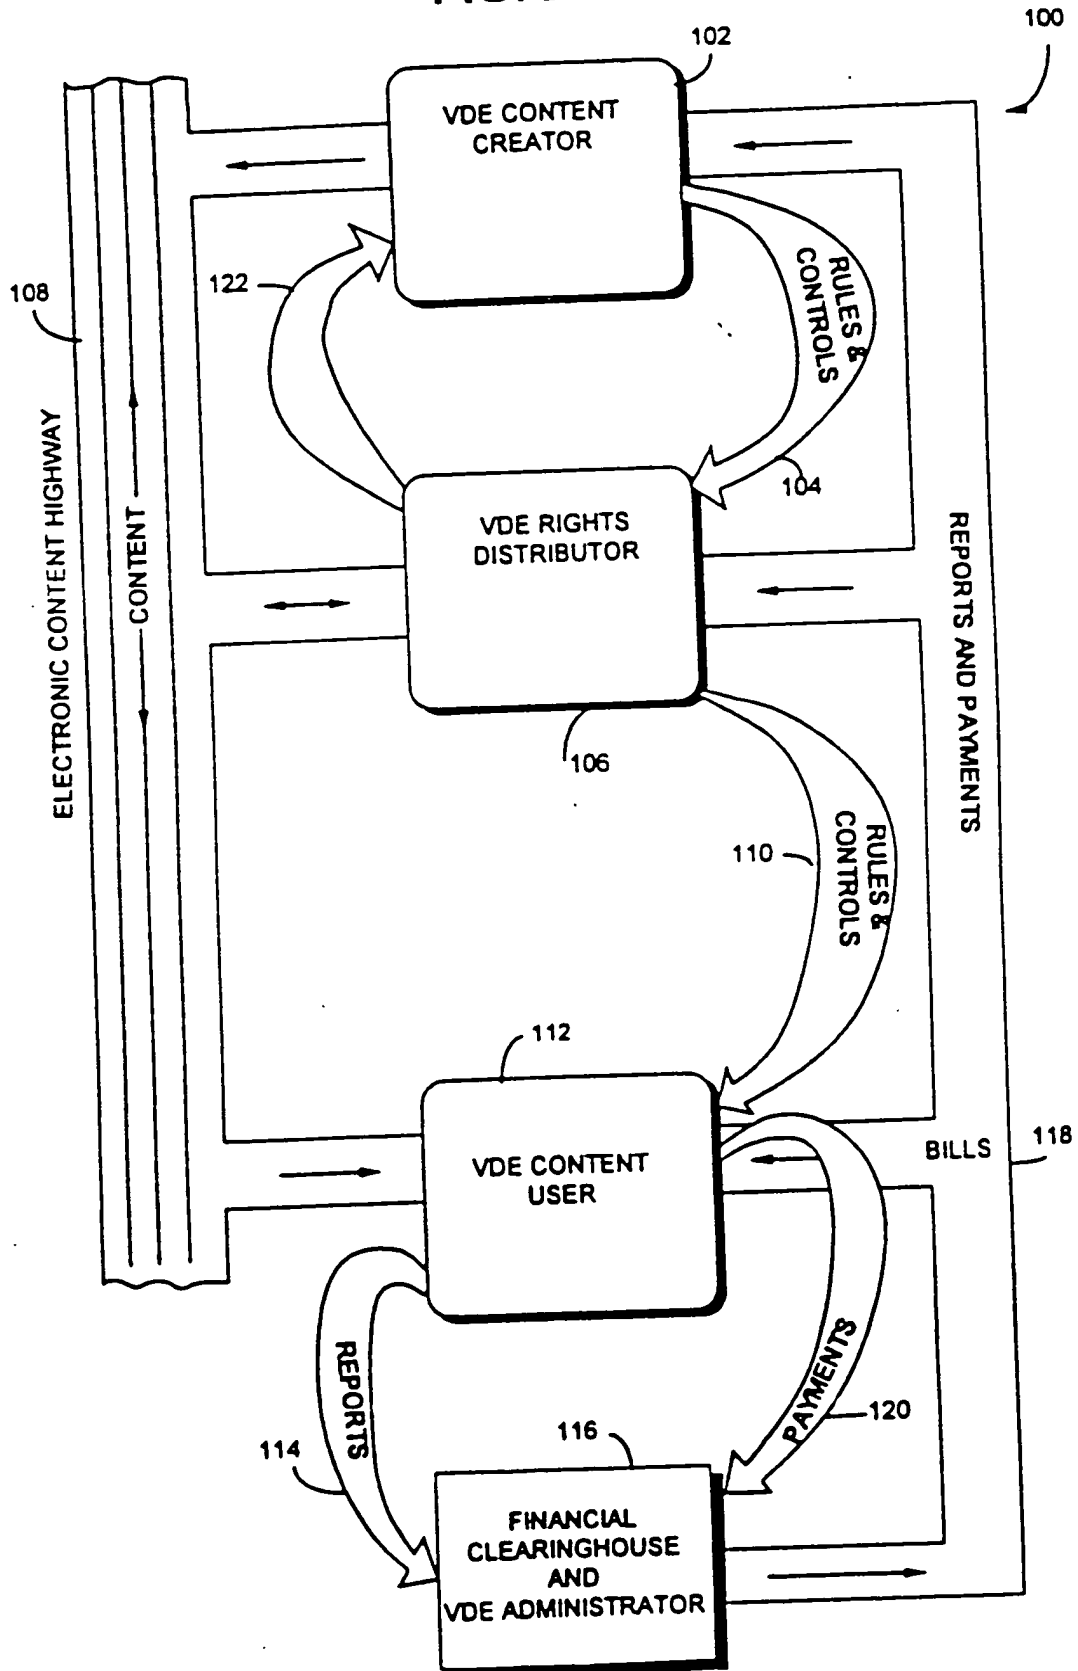 100
102
VDE CONTENT
CREATOR
122
108
RULES &
CONTROLS
104
ELECTRONIC CONTENT HIGHWAY
CONTENT
VDE RIGHTS
DISTRIBUTOR
REPORTS AND PAYMENTS
106
110
RULES &
CONTROLS
112
VDE CONTENT
USER
BILLS
118
REPORTS
PAYMENTS
120
114
116
FINANCIAL
CLEARINGHOUSE
AND
VDE ADMINISTRATOR